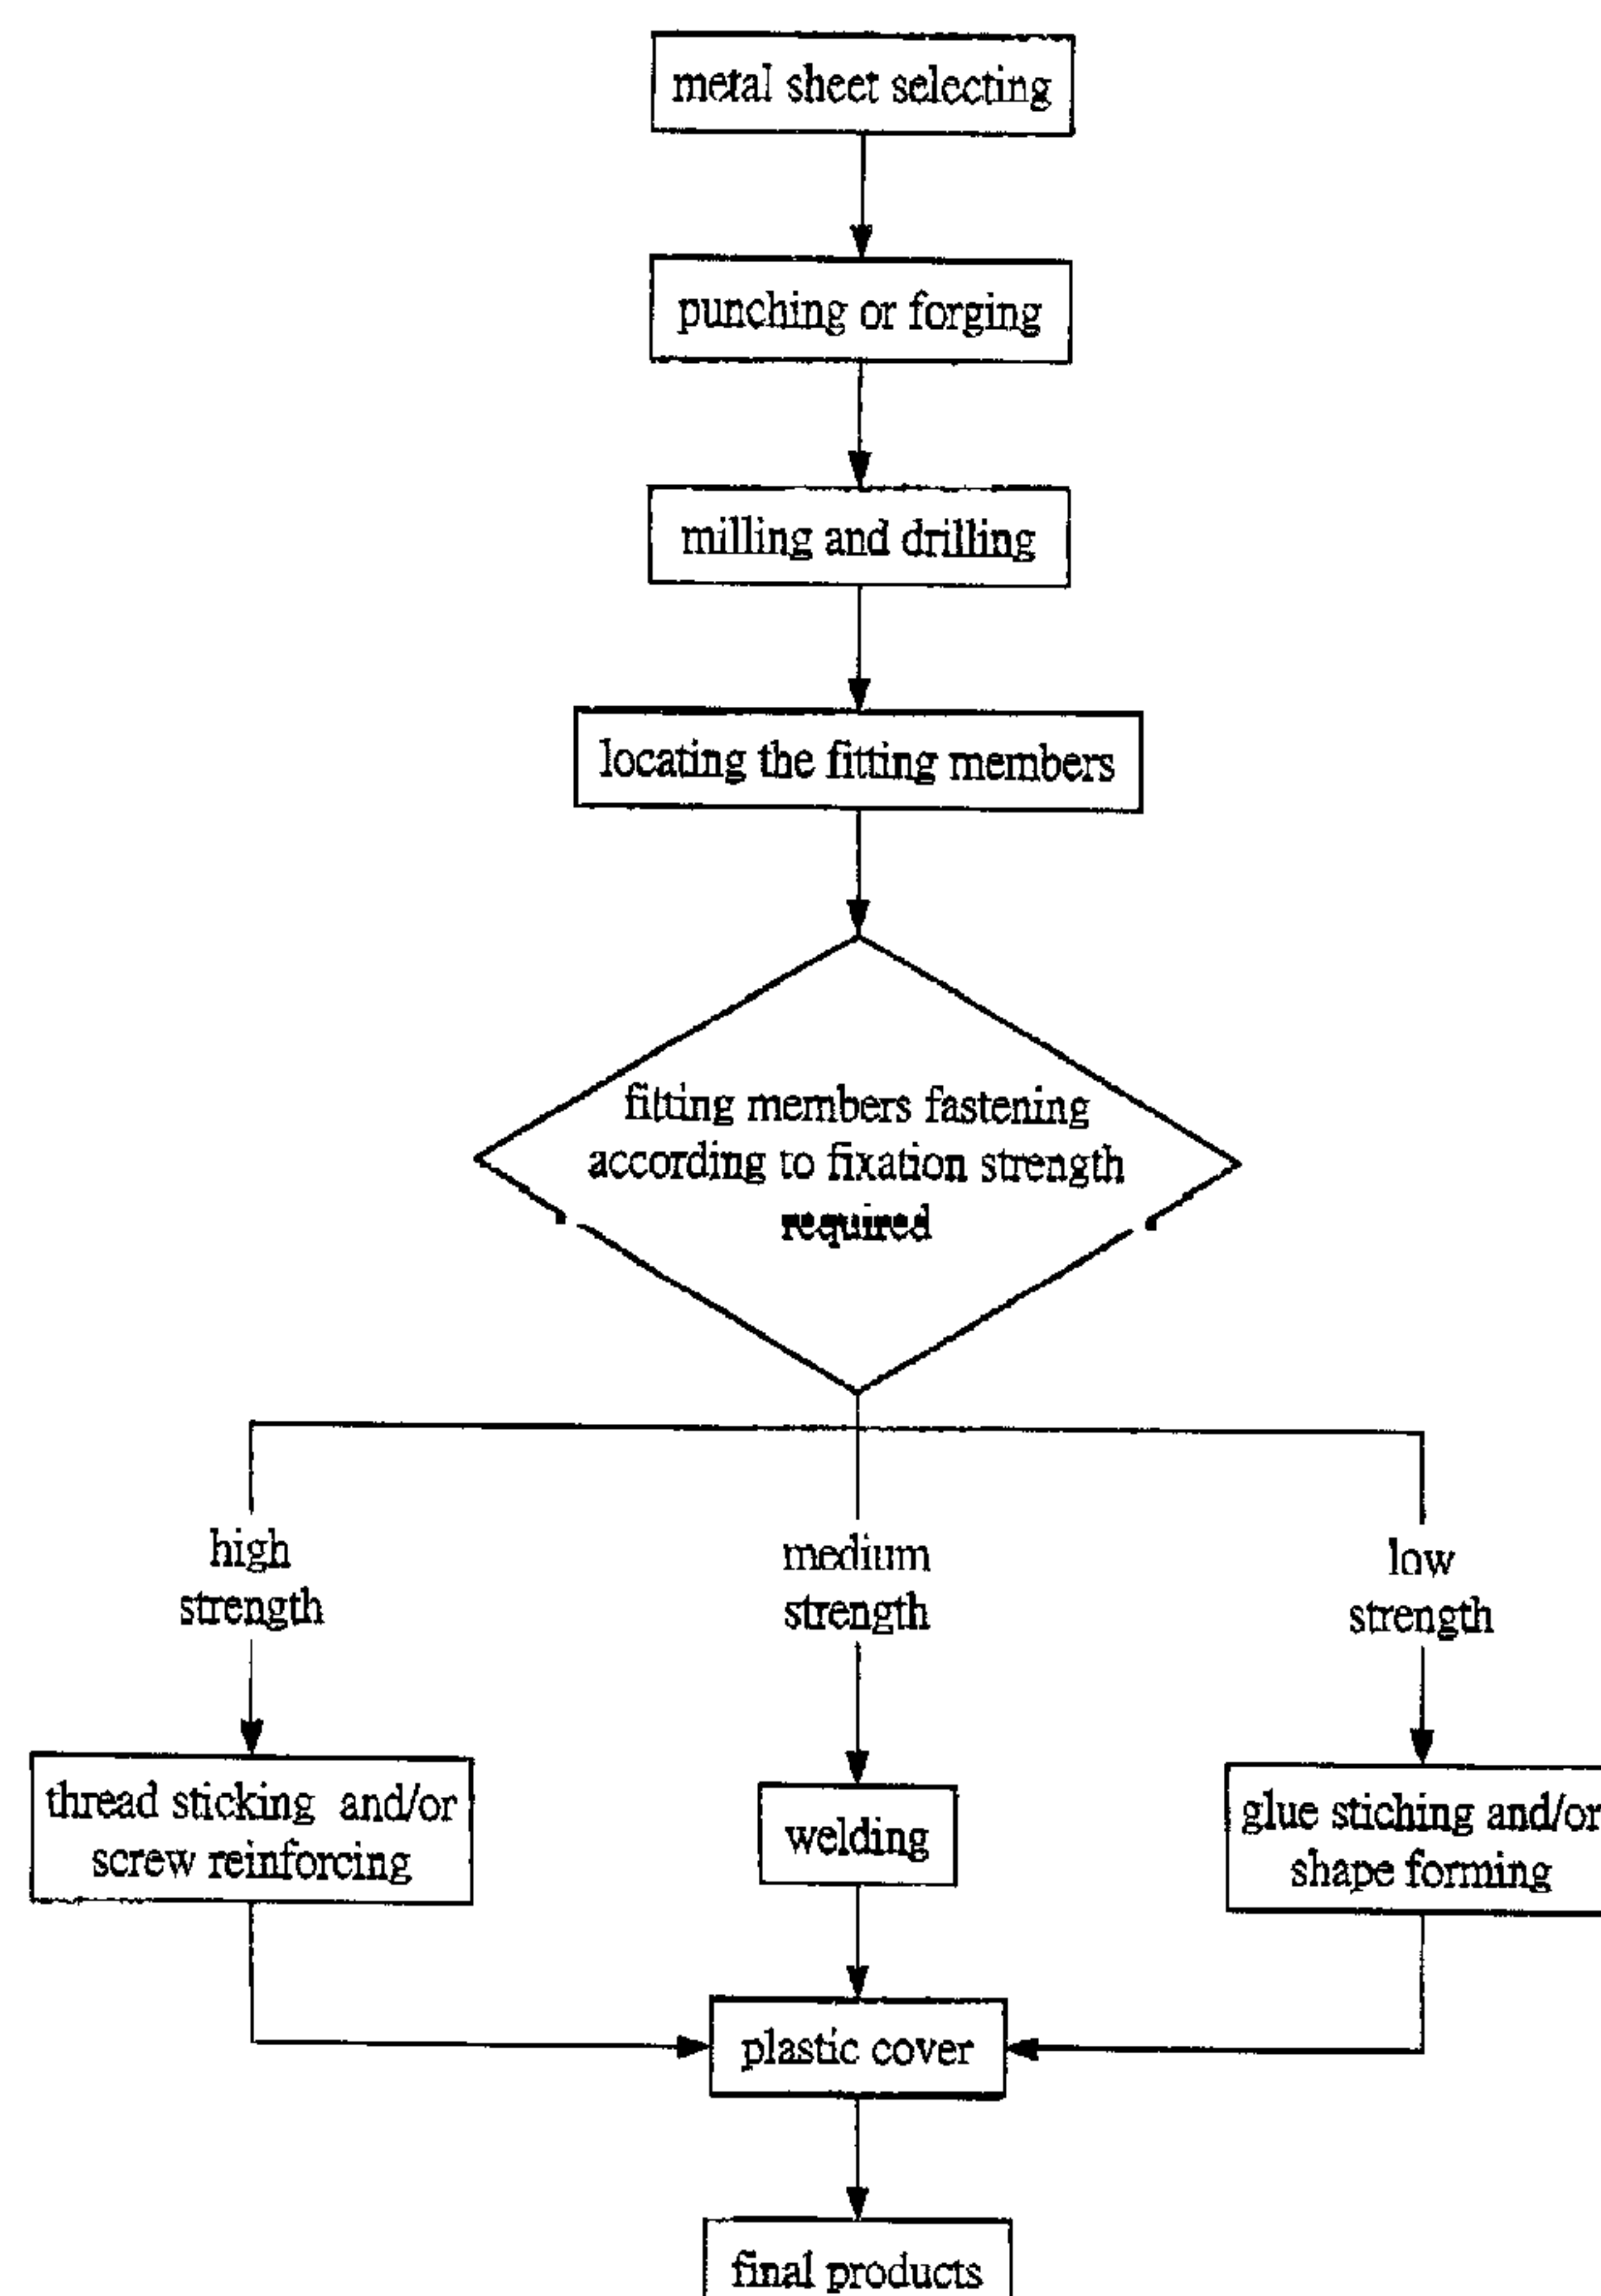 metal sheet selecting
punching or forging
milling and drilling
locating the fitting members
fitting members fastening
according to fixation strength
required
high
strength
medium
strength
low
strength
thread sticking and/or
screw reinforcing
welding
glue stiching and/or
shape forming
plastic cover
final products